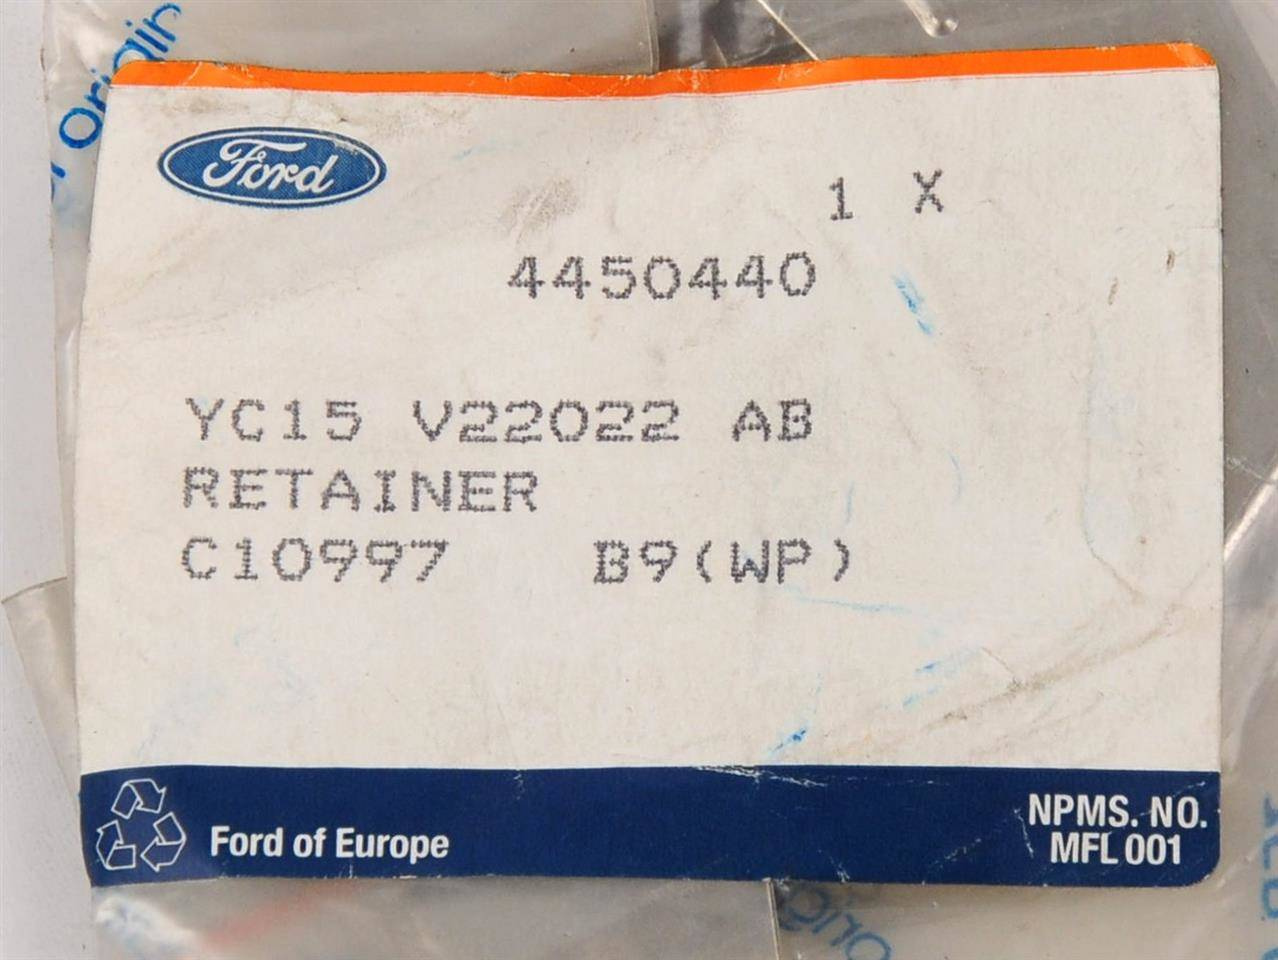 Ford
1 X
4450440
YC15 V22022 AB
RETAINER
C10997 B9(WP)
Ford of Europe
NPMS. NO.
MFL 001